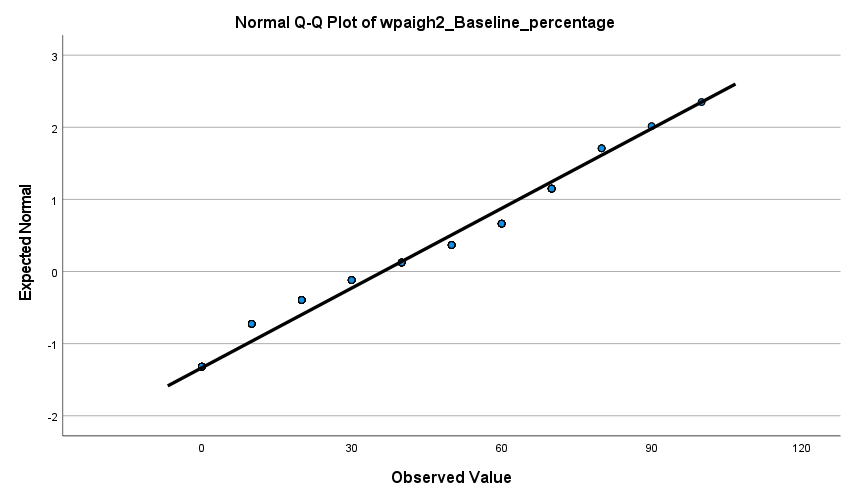 Normal Q-Q Plot of wpaigh2_Baseline_percentage
3
2
1
0
-1
-2
Expected Normal
0 30 60 90 120
Observed Value